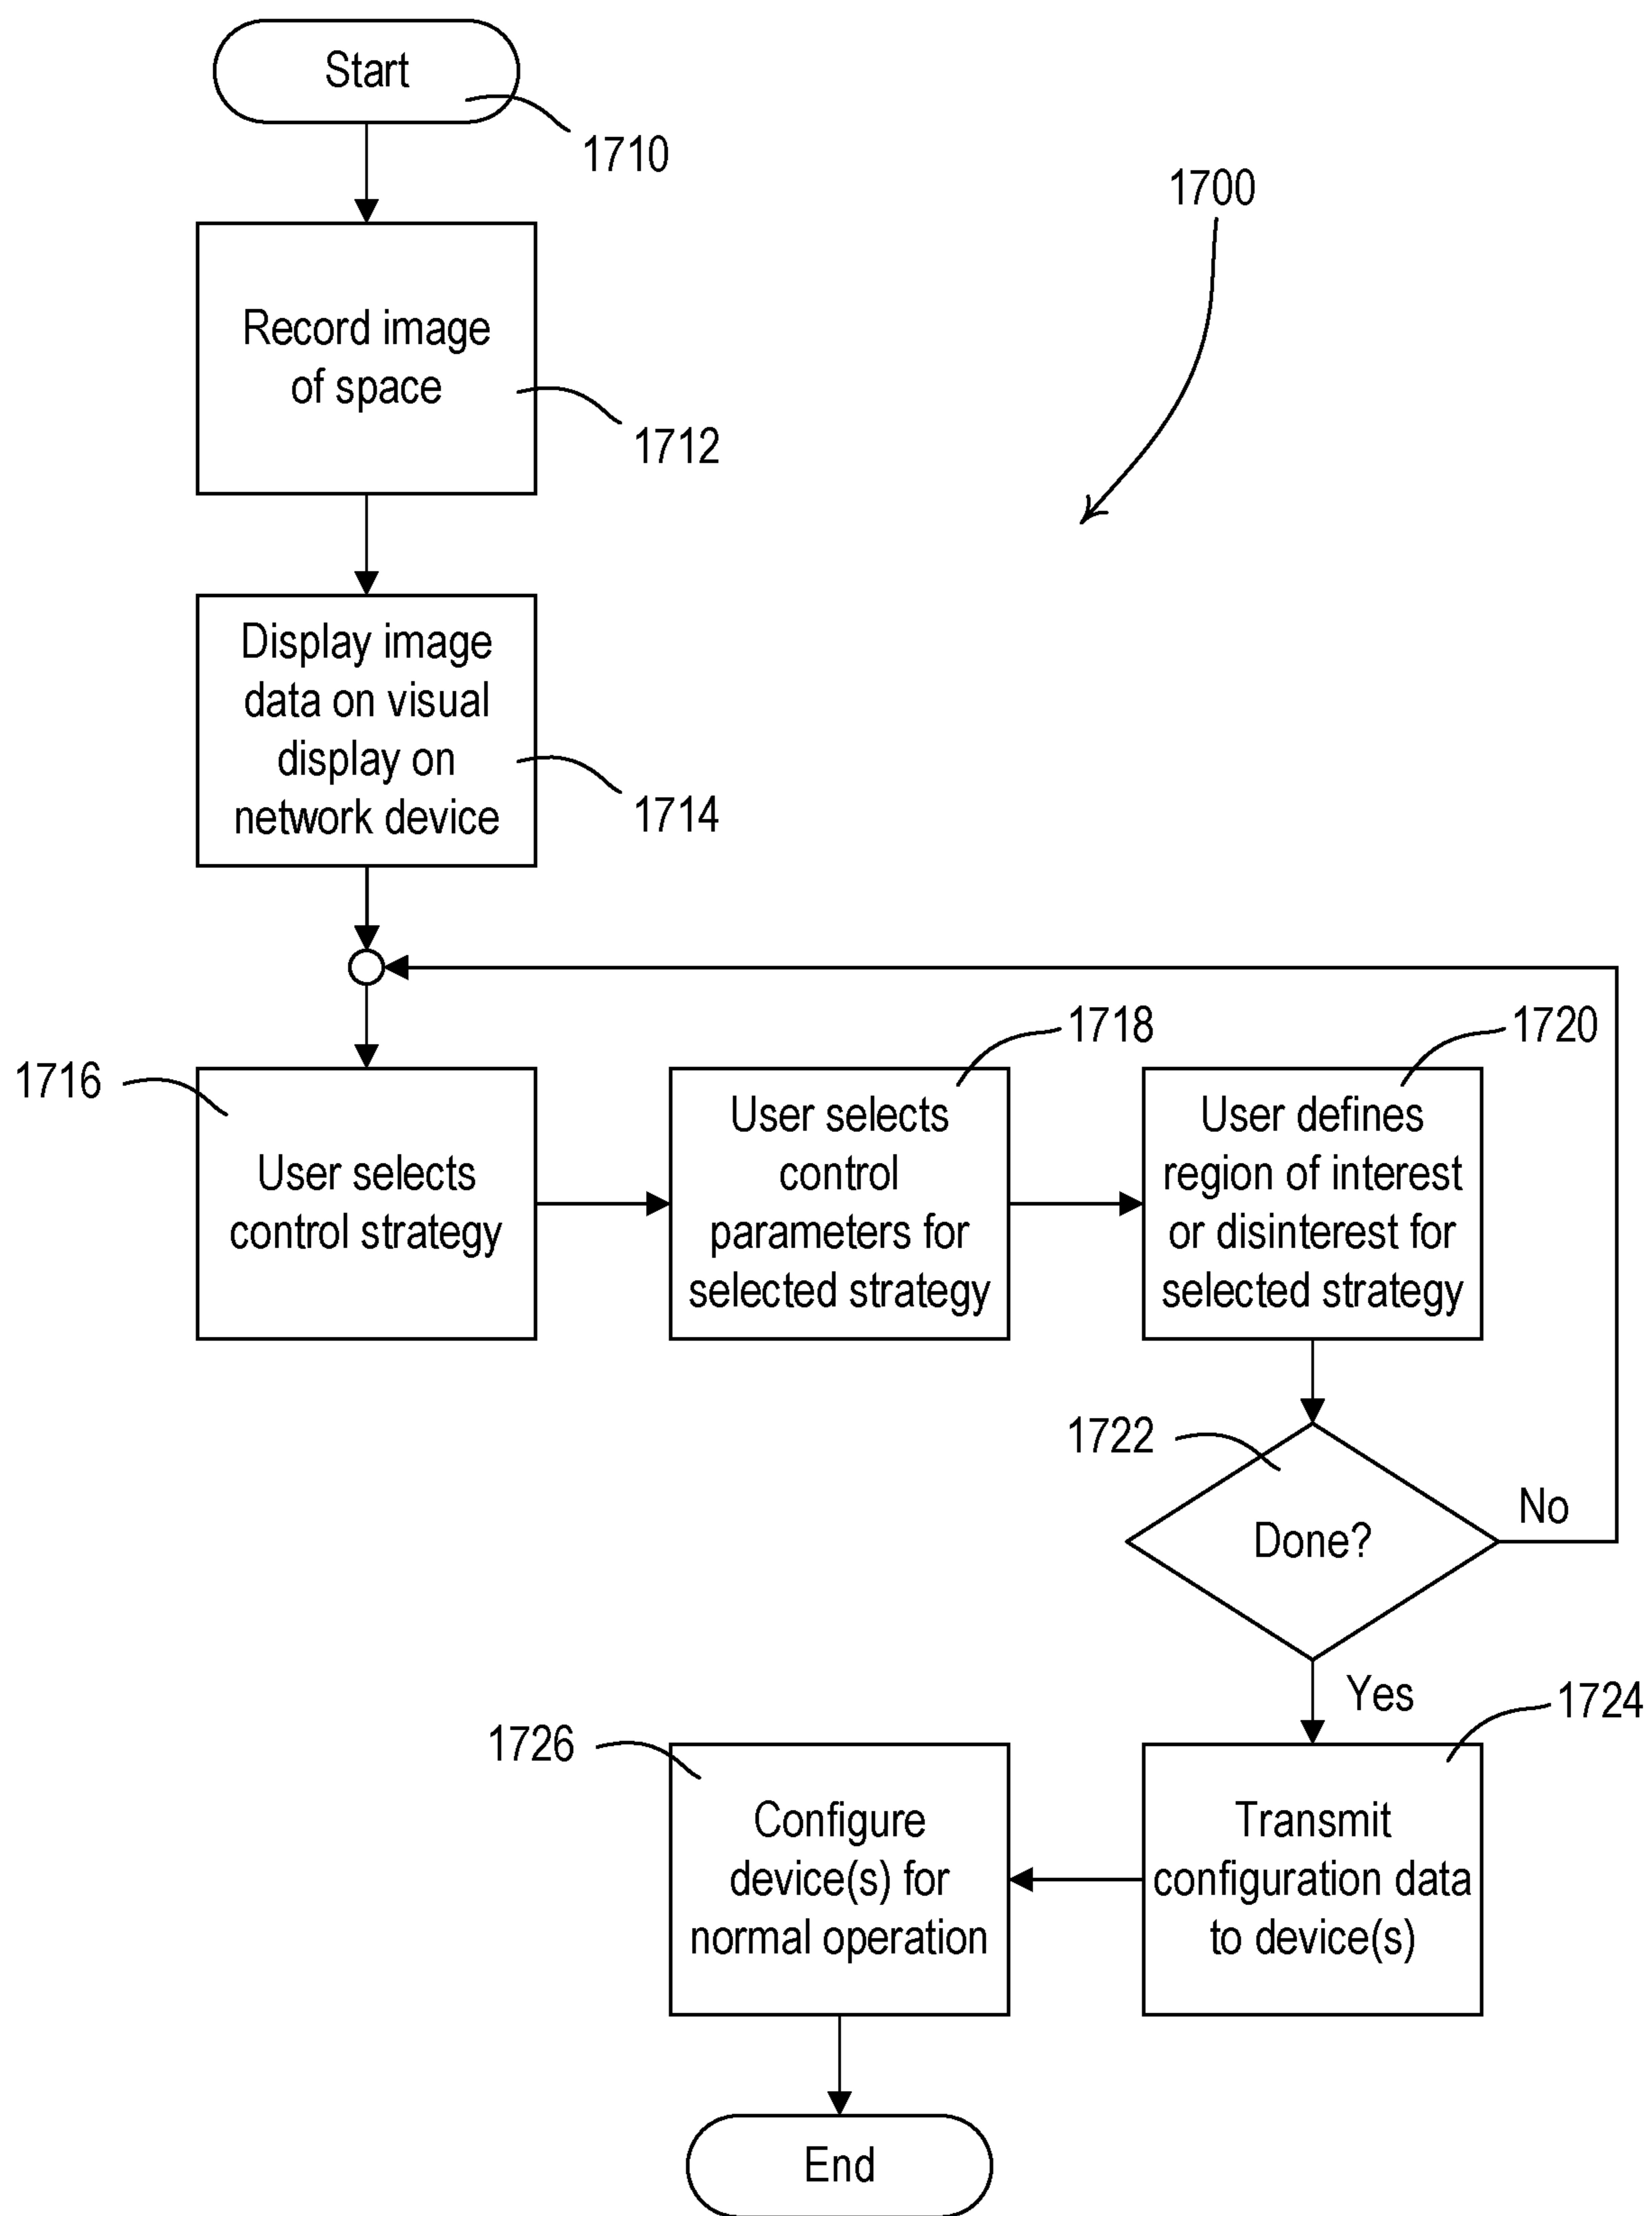 Start
1710
1700
Record image
of space
1712
Display image
data on visual
display on
network device
1714
1716
User selects
control strategy
1718
User selects
control
parameters for
selected strategy
1720
User defines
region of interest
or disinterest for
selected strategy
1722
Done?
No
Yes
1724
Transmit
configuration data
to device(s)
1726
Configure
device(s) for
normal operation
End